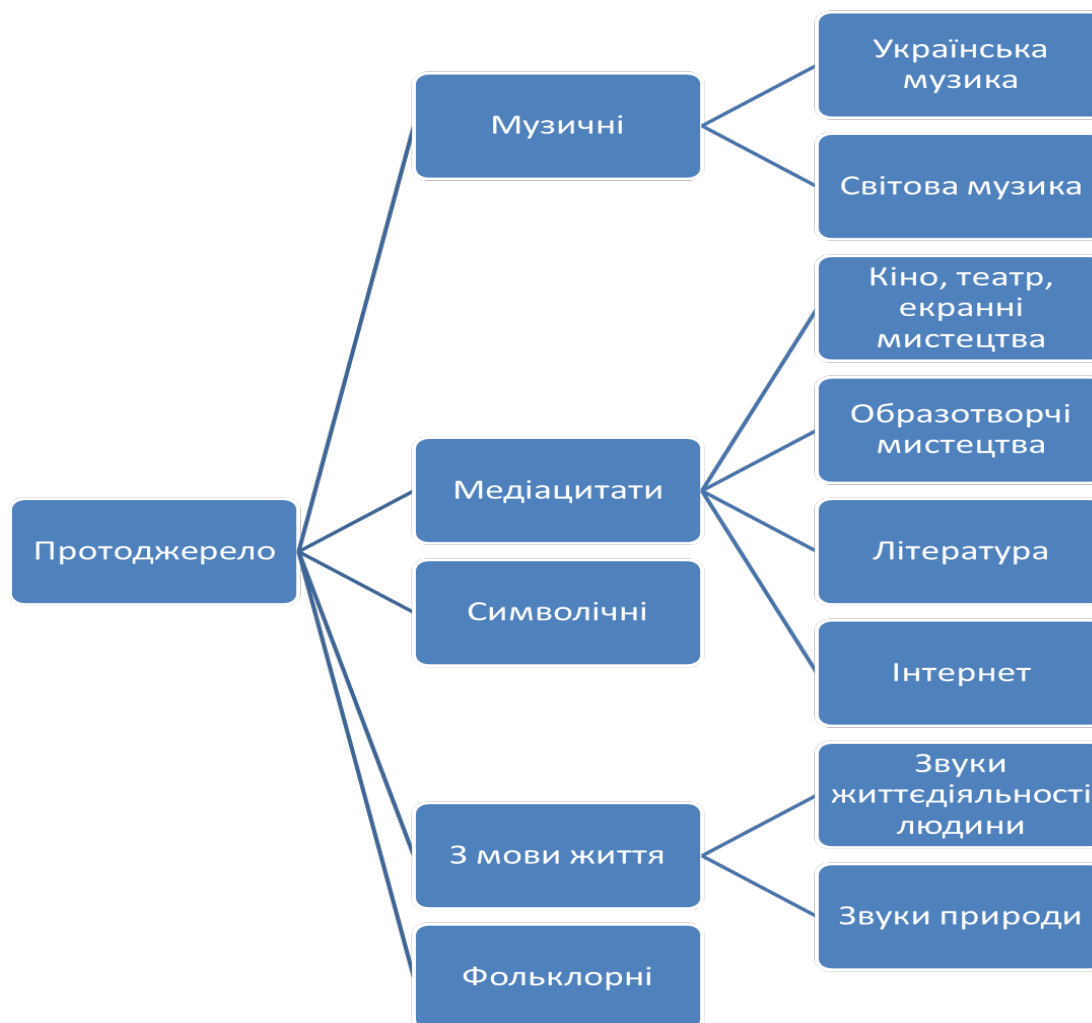 Українська
музика
Музичні
Світова музика
Кіно, театр,
екранні
мистецтва
Образотворчі
мистецтва
Медіацитати
Протоджерело
Література
Символічні
Інтернет
Звуки
життєдіяльності
людини
З мови життя
Звуки природи
Фольклорні